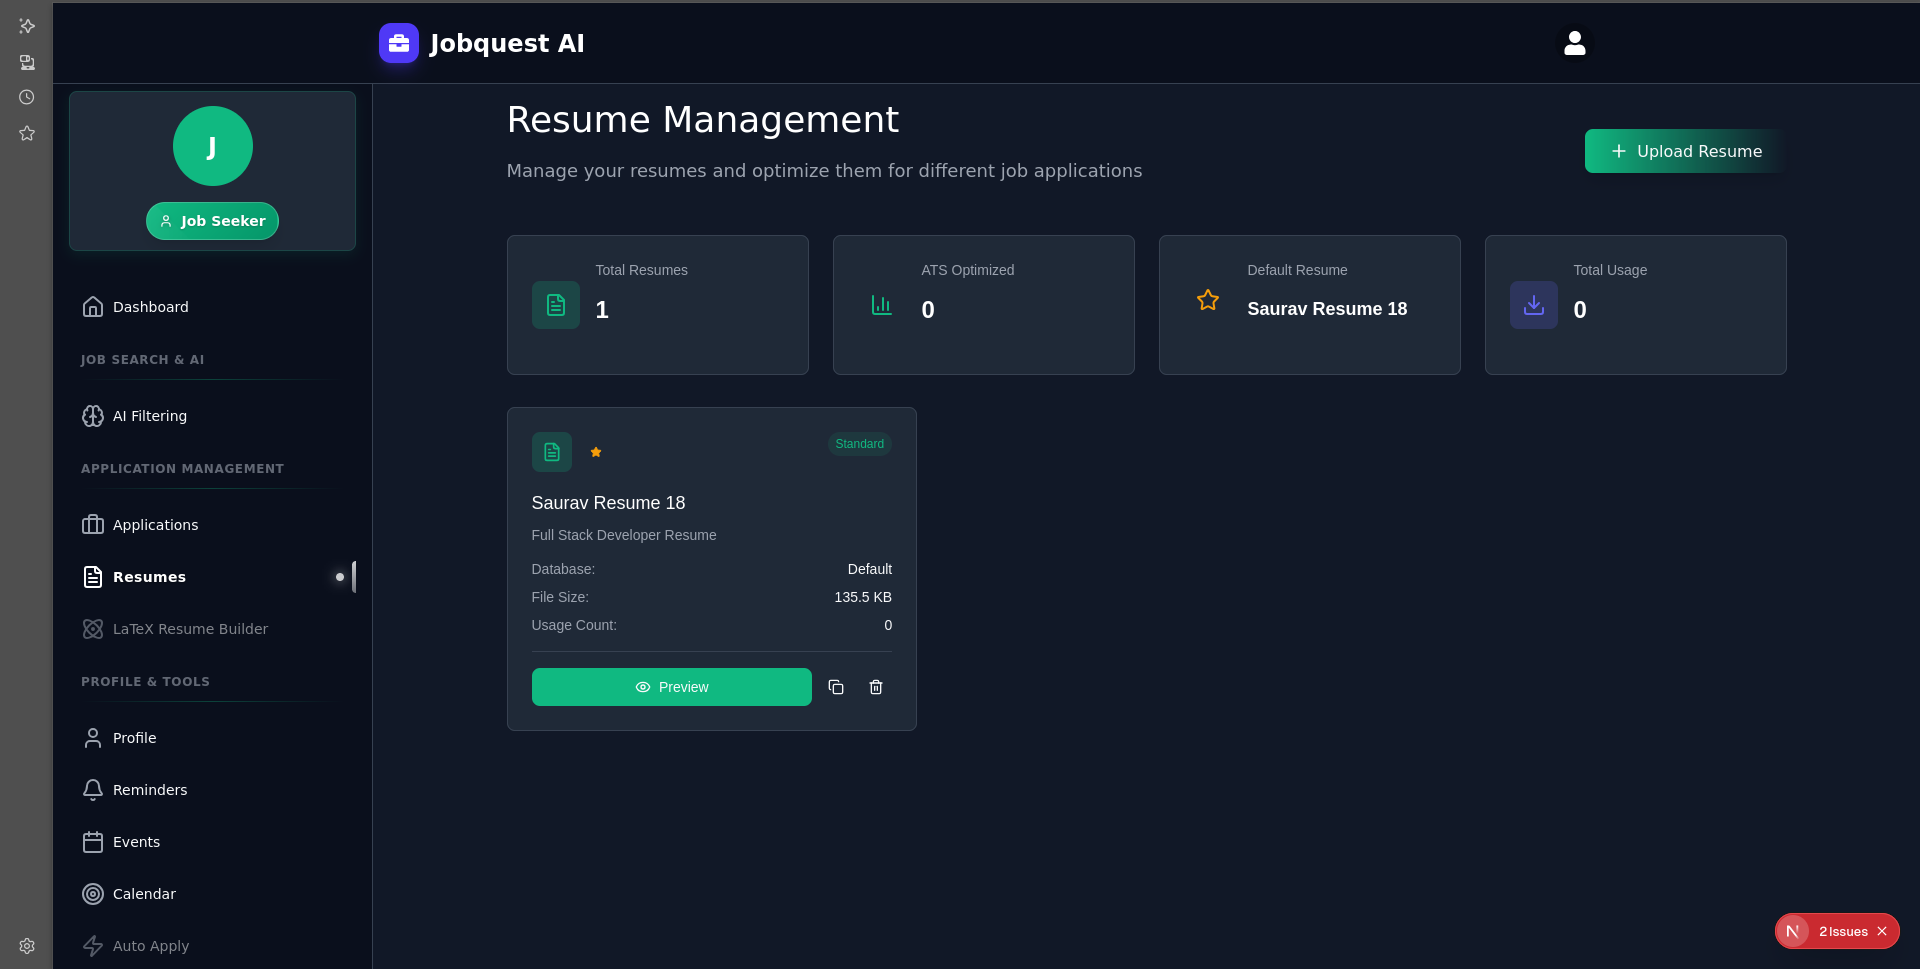 Jobquest AI
J
Job Seeker
Dashboard
JOB SEARCH & AI
AI Filtering
APPLICATION MANAGEMENT
Applications
Resumes
LaTeX Resume Builder
PROFILE & TOOLS
Profile
Reminders
Events
Calendar
Auto Apply
Resume Management
Manage your resumes and optimize them for different job applications
Upload Resume
Total Resumes
1
ATS Optimized
0
Default Resume
Saurav Resume 18
Total Usage
0
Standard
Saurav Resume 18
Full Stack Developer Resume
Database: Default
File Size: 135.5 KB
Usage Count: 0
Preview
N 2 Issues